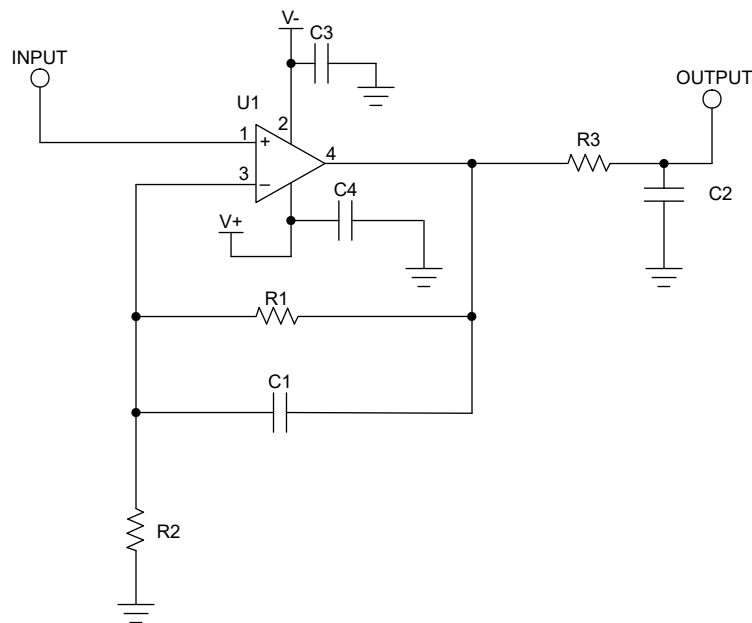 V-
C3
INPUT
OUTPUT
U1
2
1
+
R3
4
3
−
C4
C2
V+
R1
C1
R2